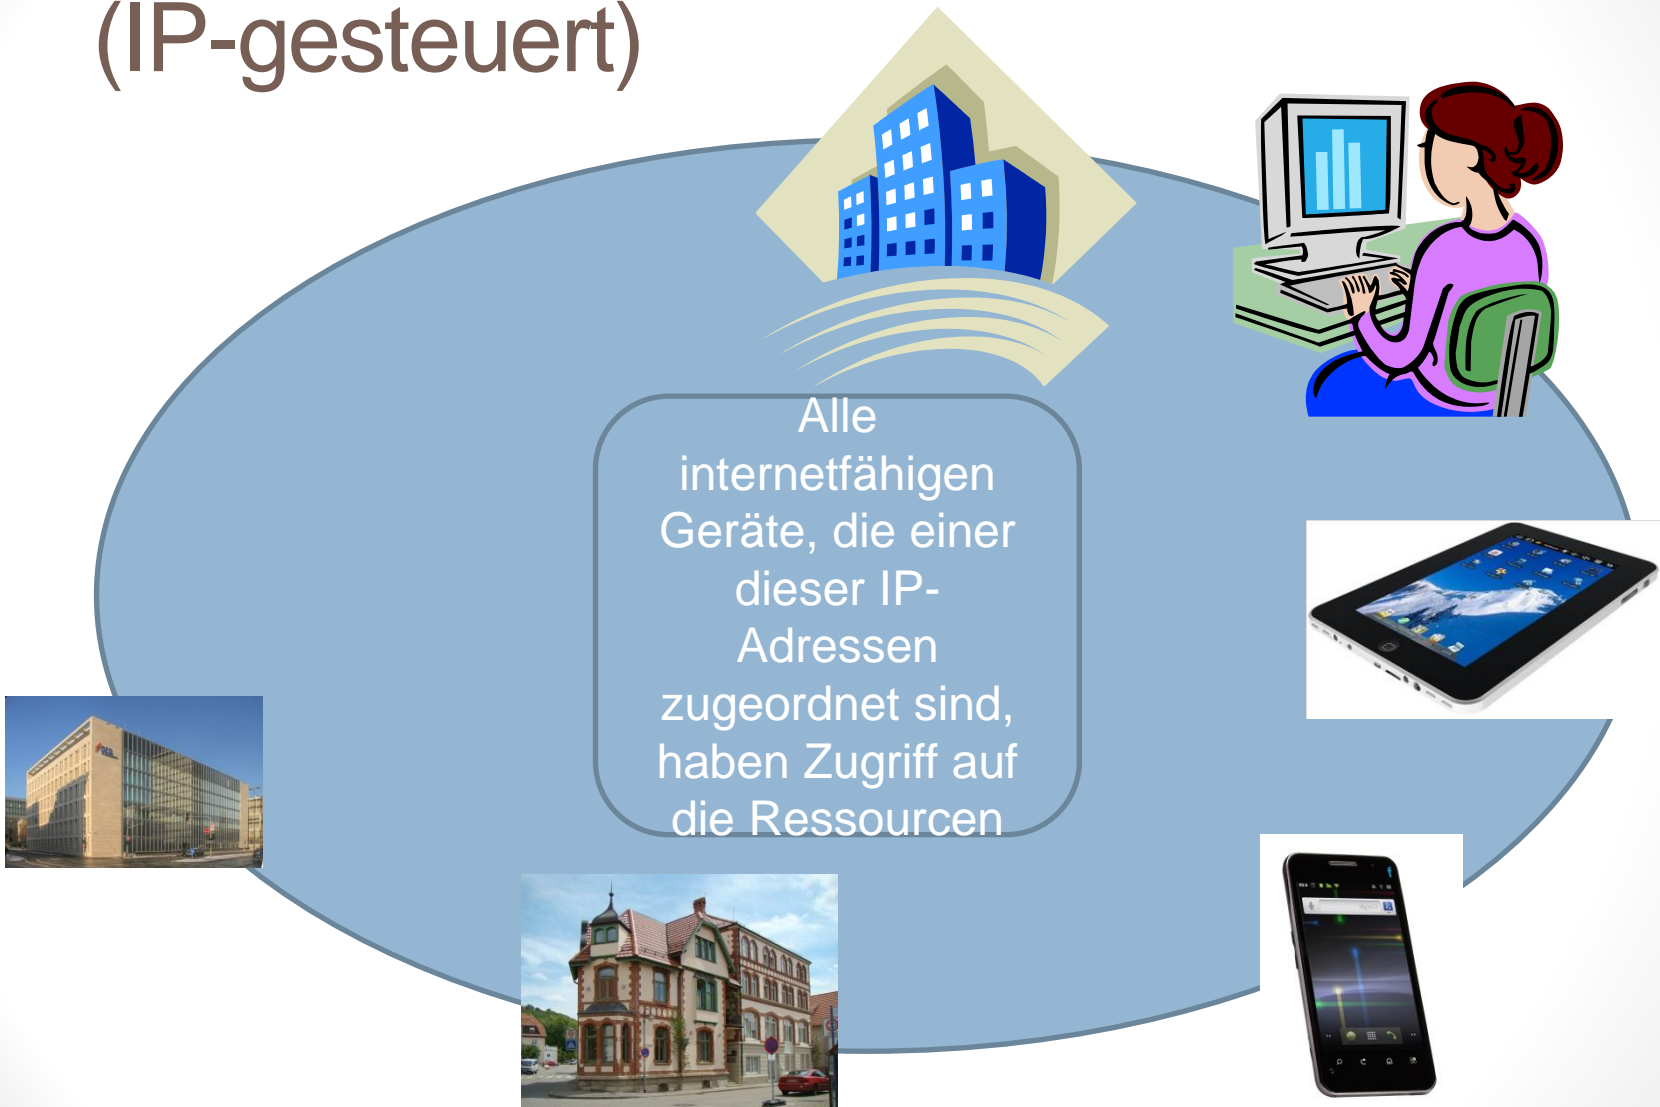 (IP-gesteuert)
Alle
internetfähigen
Geräte, die einer
dieser IP-
Adressen
zugeordnet sind,
haben Zugriff auf
die Ressourcen